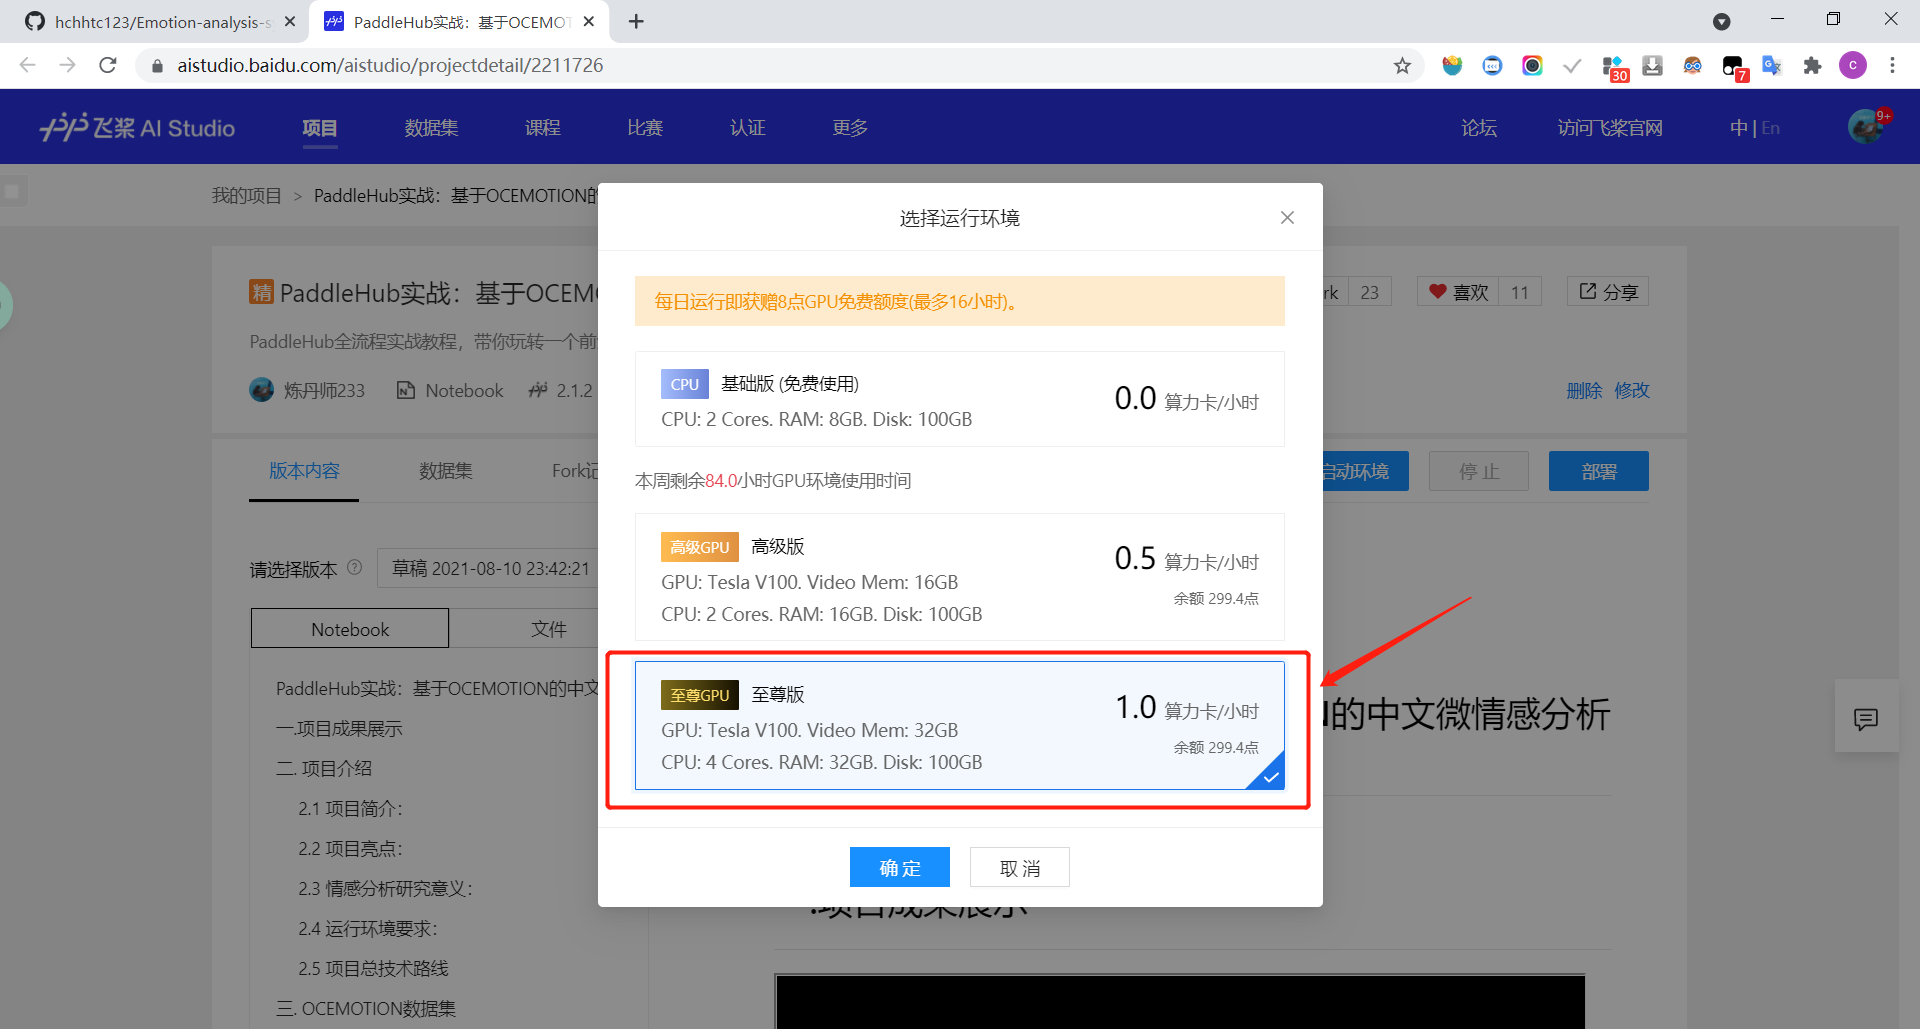 hchhtc123/Emotion-analysis-s
PaddleHub实战：基于OCEMOT
aistudio.baidu.com/aistudio/projectdetail/2211726
30
7
C
飞桨 AI Studio
项目
数据集
课程
比赛
认证
更多
论坛
访问飞桨官网
中 | En
9+
我的项目 > PaddleHub实战：基于OCEMOTION的
选择运行环境
精 PaddleHub实战：基于OCEM
rk 23
喜欢 11
分享
每日运行即获赠8点GPU免费额度(最多16小时)。
PaddleHub全流程实战教程，带你玩转一个前
炼丹师233
Notebook
2.1.2
删除 修改
CPU 基础版 (免费使用)
CPU: 2 Cores. RAM: 8GB. Disk: 100GB
0.0 算力卡/小时
版本内容
数据集
Fork记
启动环境
停 止
部署
本周剩余84.0小时GPU环境使用时间
高级GPU 高级版
GPU: Tesla V100. Video Mem: 16GB
CPU: 2 Cores. RAM: 16GB. Disk: 100GB
0.5 算力卡/小时
余额 299.4点
请选择版本 ?
草稿 2021-08-10 23:42:21
Notebook
文件
至尊GPU 至尊版
GPU: Tesla V100. Video Mem: 32GB
CPU: 4 Cores. RAM: 32GB. Disk: 100GB
1.0 算力卡/小时
余额 299.4点
的中文微情感分析
PaddleHub实战：基于OCEMOTION的中文
一.项目成果展示
二. 项目介绍
2.1 项目简介：
2.2 项目亮点：
2.3 情感分析研究意义：
2.4 运行环境要求：
2.5 项目总技术路线
三. OCEMOTION数据集
确 定
取 消
.项目成果展示